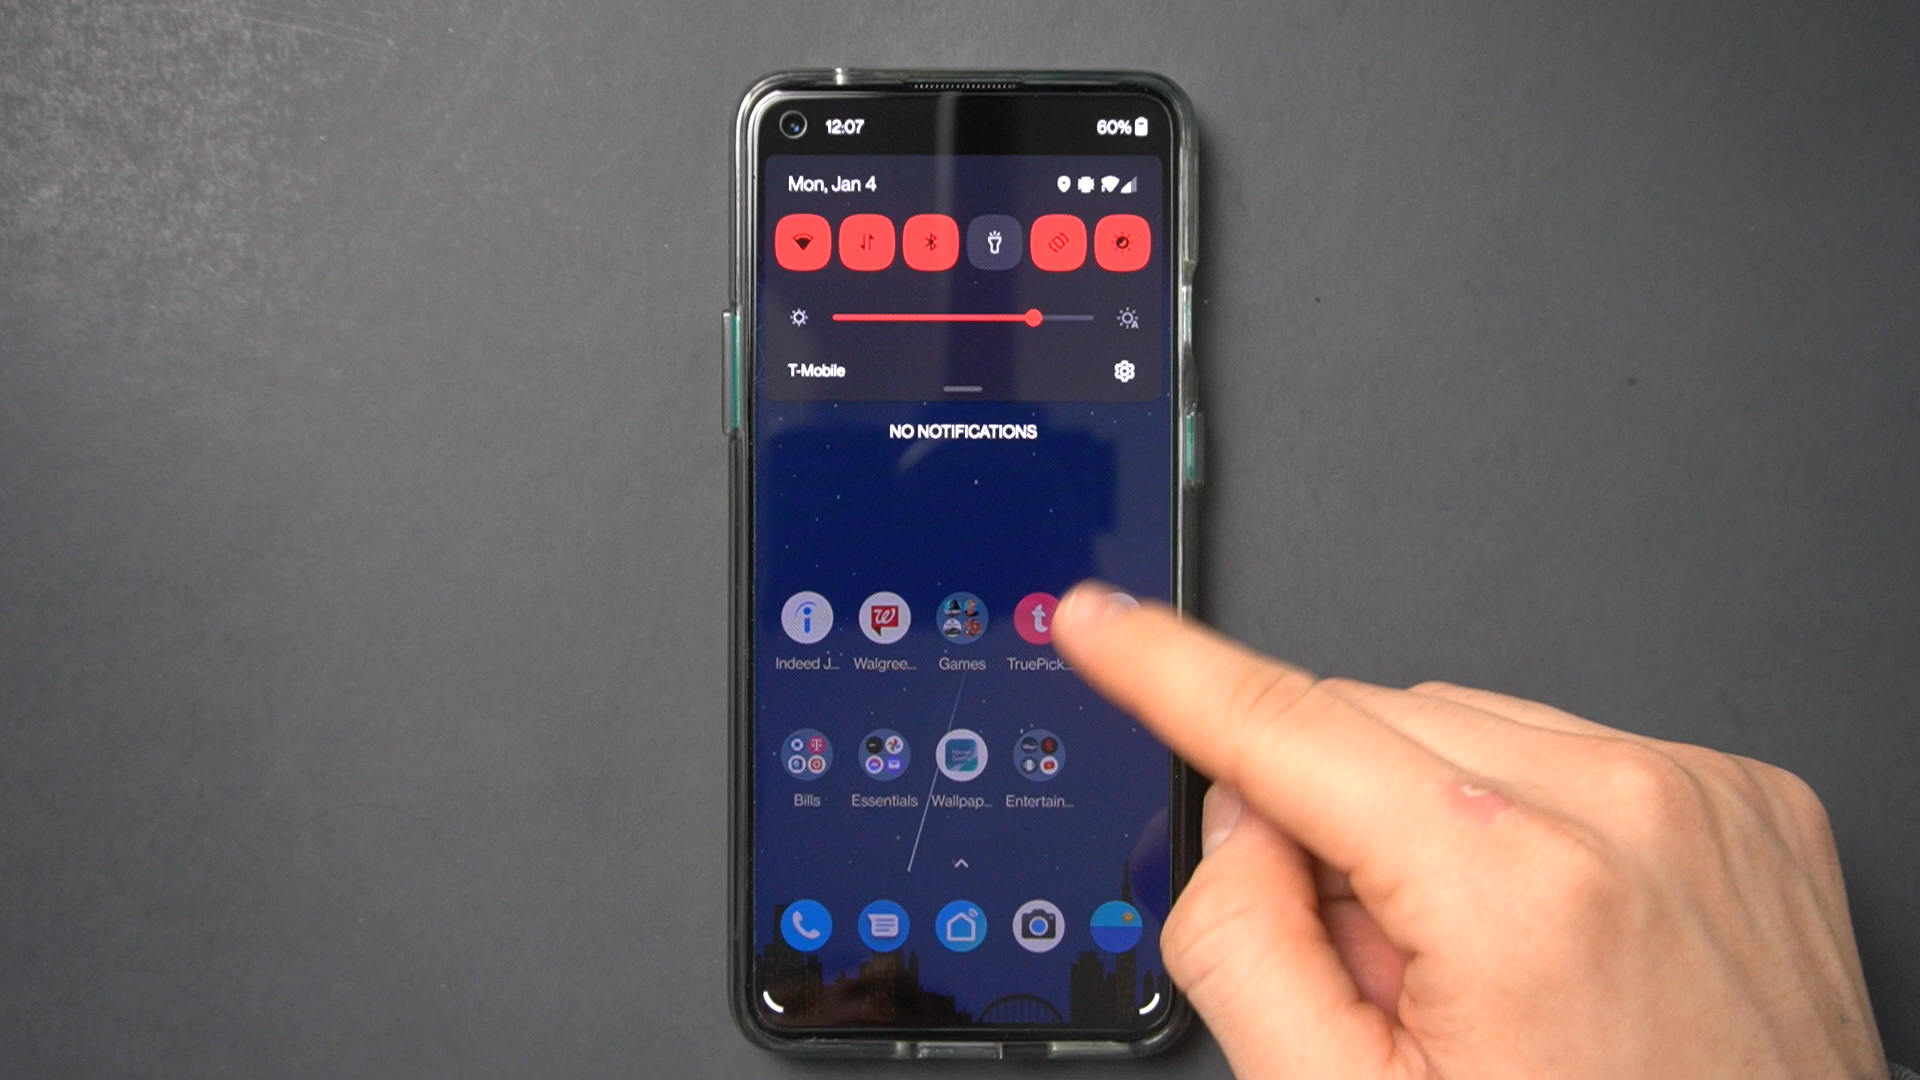 12:07 60%
Mon, Jan 4
T-Mobile
NO NOTIFICATIONS
Indeed J... Walgree... Games TruePick...
Bills Essentials Wallpap... Entertain...